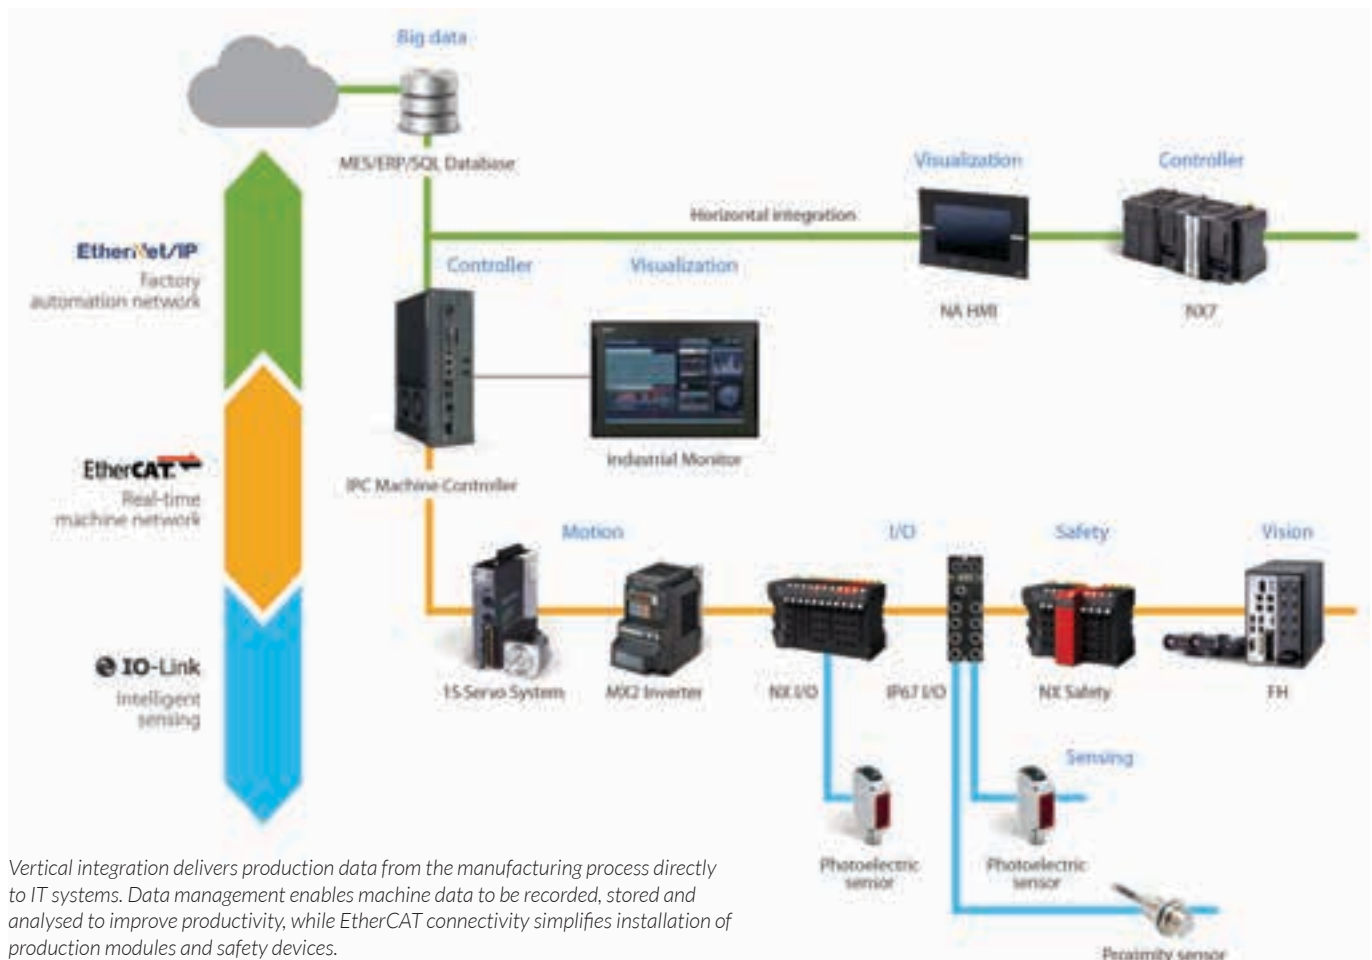 Big data
MES/ERP/SQL Database
Visualization
Controller
Horizontal integration
EtherNet/IP
Factory
automation network
Controller
Visualization
NA HMI
NX7
Industrial Monitor
EtherCAT
Real-time
machine network
IPC Machine Controller
Motion
I/O
Safety
Vision
IO-Link
Intelligent
sensing
1S Servo System
MX2 Inverter
NX I/O
IP67 I/O
NX Safety
FH
Sensing
Photoelectric
sensor
Photoelectric
sensor
Proximity sensor
Vertical integration delivers production data from the manufacturing process directly
to IT systems. Data management enables machine data to be recorded, stored and
analysed to improve productivity, while EtherCAT connectivity simplifies installation of
production modules and safety devices.